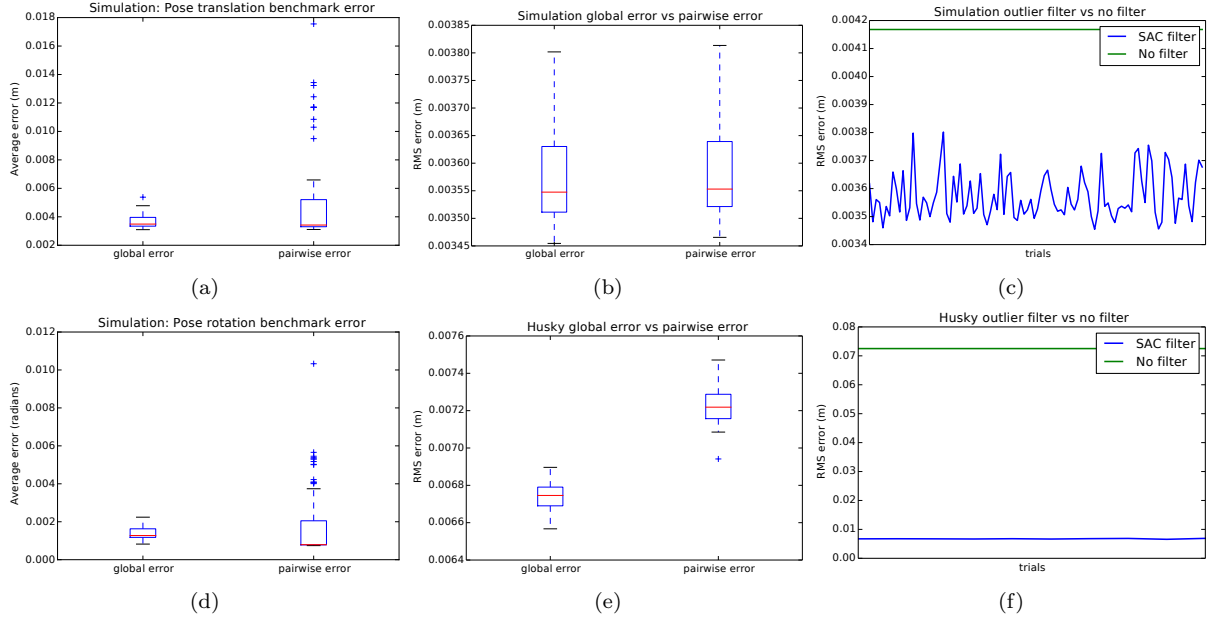 Simulation: Pose translation benchmark error
Average error (m)
0.018
0.016
0.014
0.012
0.010
0.008
0.006
0.004
0.002
global error
pairwise error
(a)
Simulation global error vs pairwise error
RMS error (m)
0.00385
0.00380
0.00375
0.00370
0.00365
0.00360
0.00355
0.00350
0.00345
global error
pairwise error
(b)
Simulation outlier filter vs no filter
RMS error (m)
0.0042
0.0041
0.0040
0.0039
0.0038
0.0037
0.0036
0.0035
0.0034
SAC filter
No filter
trials
(c)
Simulation: Pose rotation benchmark error
Average error (radians)
0.012
0.010
0.008
0.006
0.004
0.002
0.000
global error
pairwise error
(d)
Husky global error vs pairwise error
RMS error (m)
0.0076
0.0074
0.0072
0.0070
0.0068
0.0066
0.0064
global error
pairwise error
(e)
Husky outlier filter vs no filter
RMS error (m)
0.08
0.07
0.06
0.05
0.04
0.03
0.02
0.01
0.00
SAC filter
No filter
trials
(f)